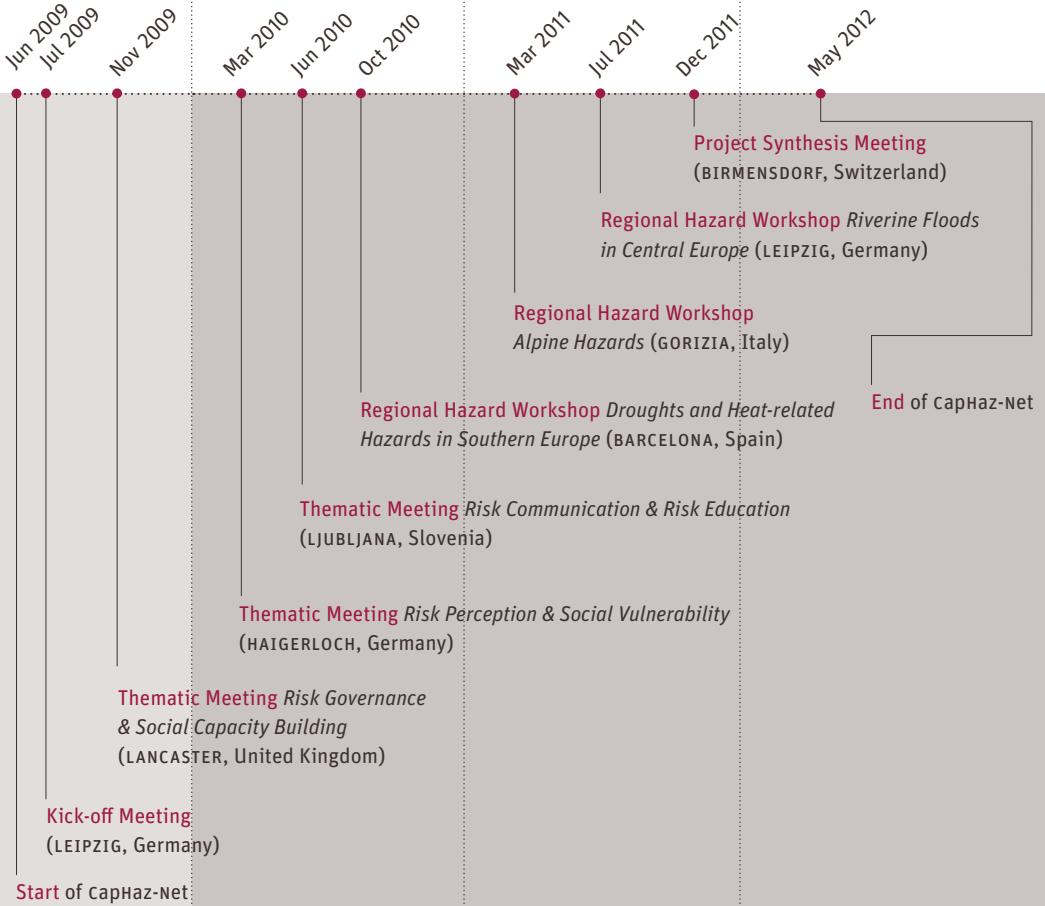 Jun 2009
Jul 2009
Nov 2009
Mar 2010
Jun 2010
Oct 2010
Mar 2011
Jul 2011
Dec 2011
May 2012
Project Synthesis Meeting
(BIRMENSDORF, Switzerland)
Regional Hazard Workshop Riverine Floods
in Central Europe (LEIPZIG, Germany)
Regional Hazard Workshop
Alpine Hazards (GORIZIA, Italy)
End of CapHaz-Net
Regional Hazard Workshop Droughts and Heat-related
Hazards in Southern Europe (BARCELONA, Spain)
Thematic Meeting Risk Communication & Risk Education
(LJUBLJANA, Slovenia)
Thematic Meeting Risk Perception & Social Vulnerability
(HAIGERLOCH, Germany)
Thematic Meeting Risk Governance
& Social Capacity Building
(LANCASTER, United Kingdom)
Kick-off Meeting
(LEIPZIG, Germany)
Start of CapHaz-Net